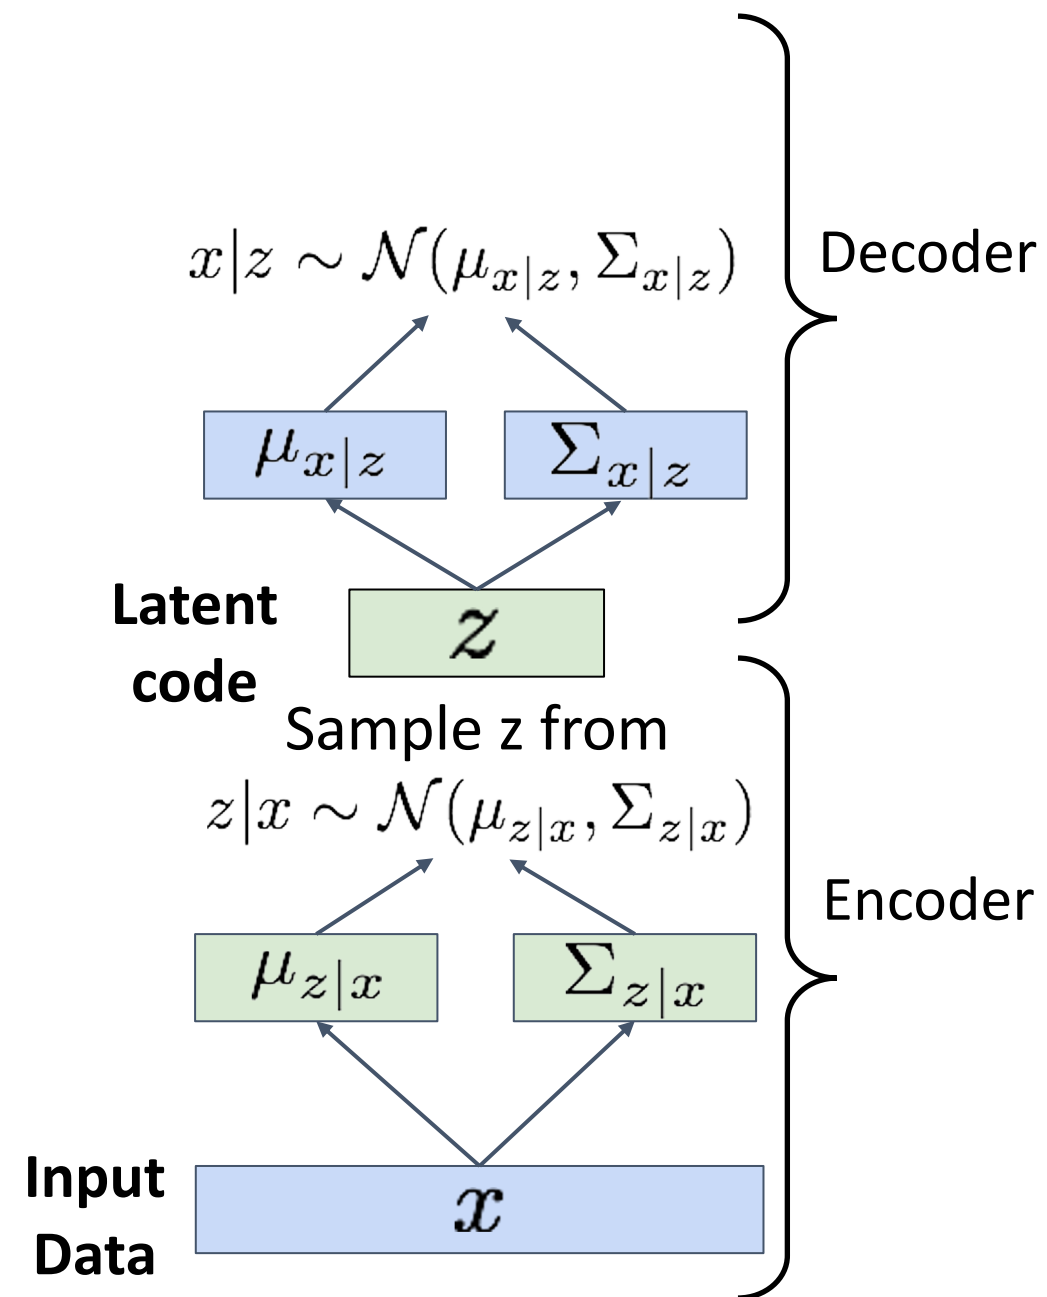 x|z ∼ 𝒩(μ_{x|z}, Σ_{x|z})
Decoder
μ_{x|z}
Σ_{x|z}
Latent
code
z
Sample z from
z|x ∼ 𝒩(μ_{z|x}, Σ_{z|x})
Encoder
μ_{z|x}
Σ_{z|x}
Input
Data
x